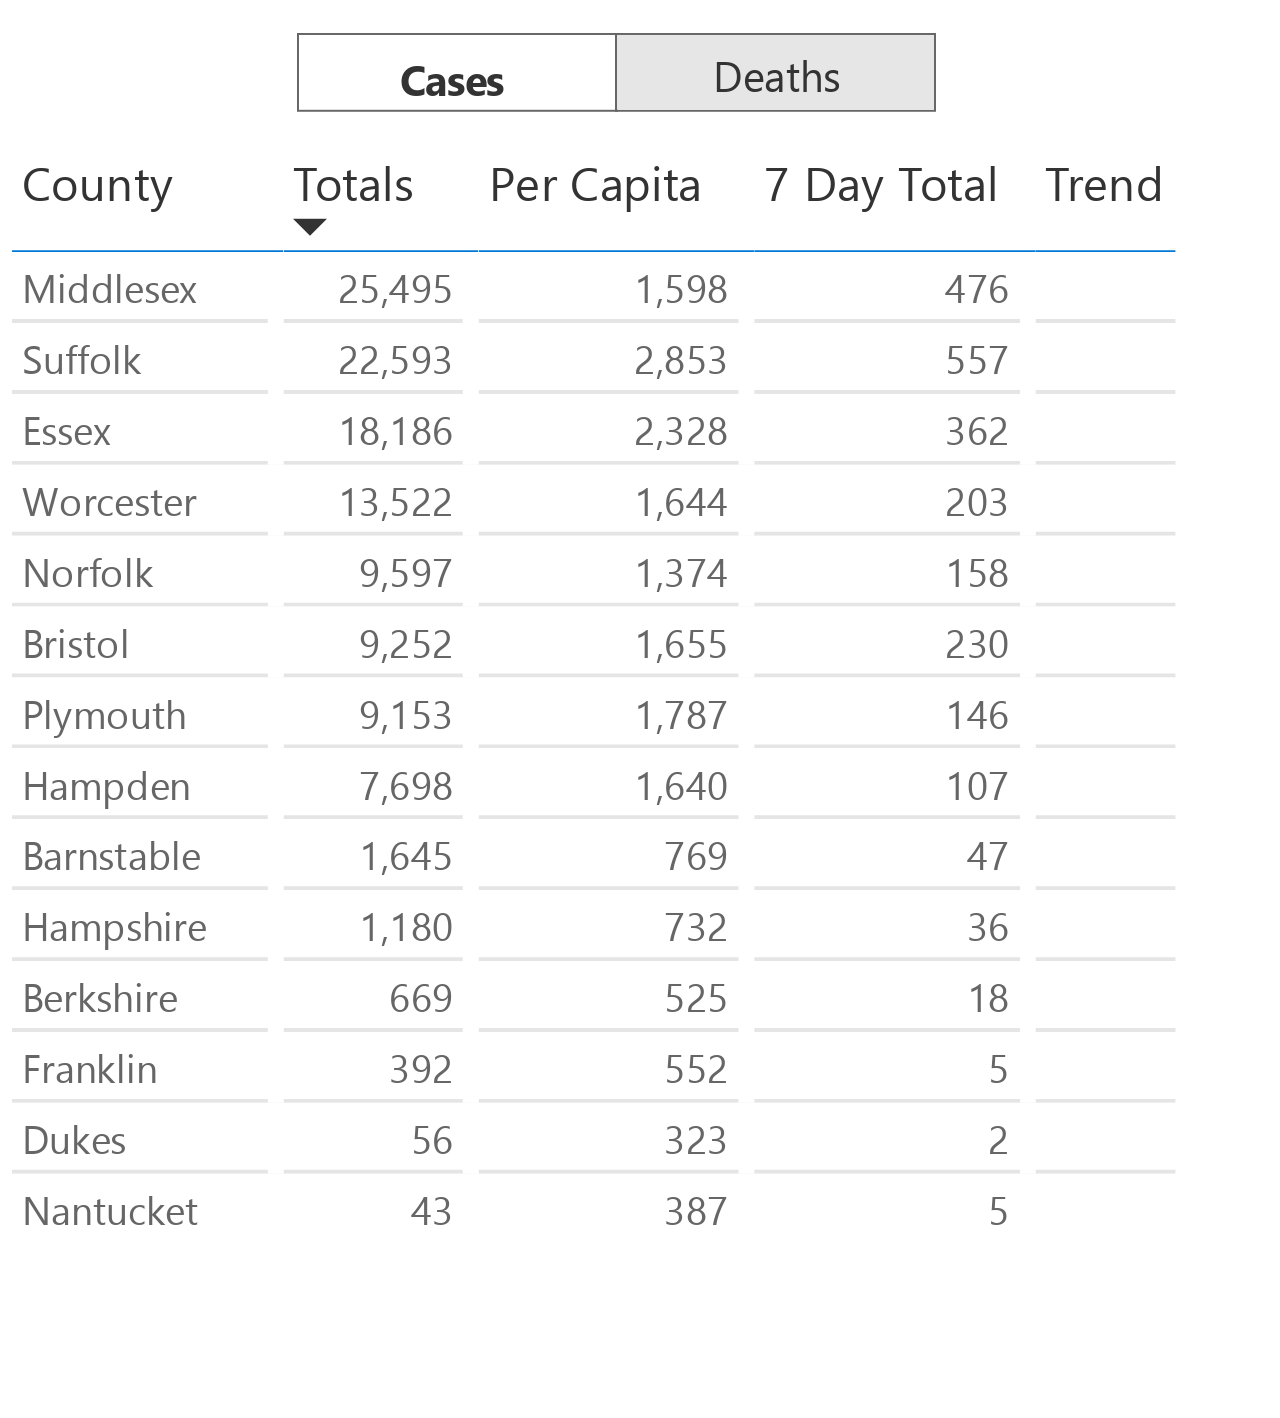 Cases Deaths
County Totals Per Capita 7 Day Total Trend
Middlesex 25,495 1,598 476
Suffolk 22,593 2,853 557
Essex 18,186 2,328 362
Worcester 13,522 1,644 203
Norfolk 9,597 1,374 158
Bristol 9,252 1,655 230
Plymouth 9,153 1,787 146
Hampden 7,698 1,640 107
Barnstable 1,645 769 47
Hampshire 1,180 732 36
Berkshire 669 525 18
Franklin 392 552 5
Dukes 56 323 2
Nantucket 43 387 5